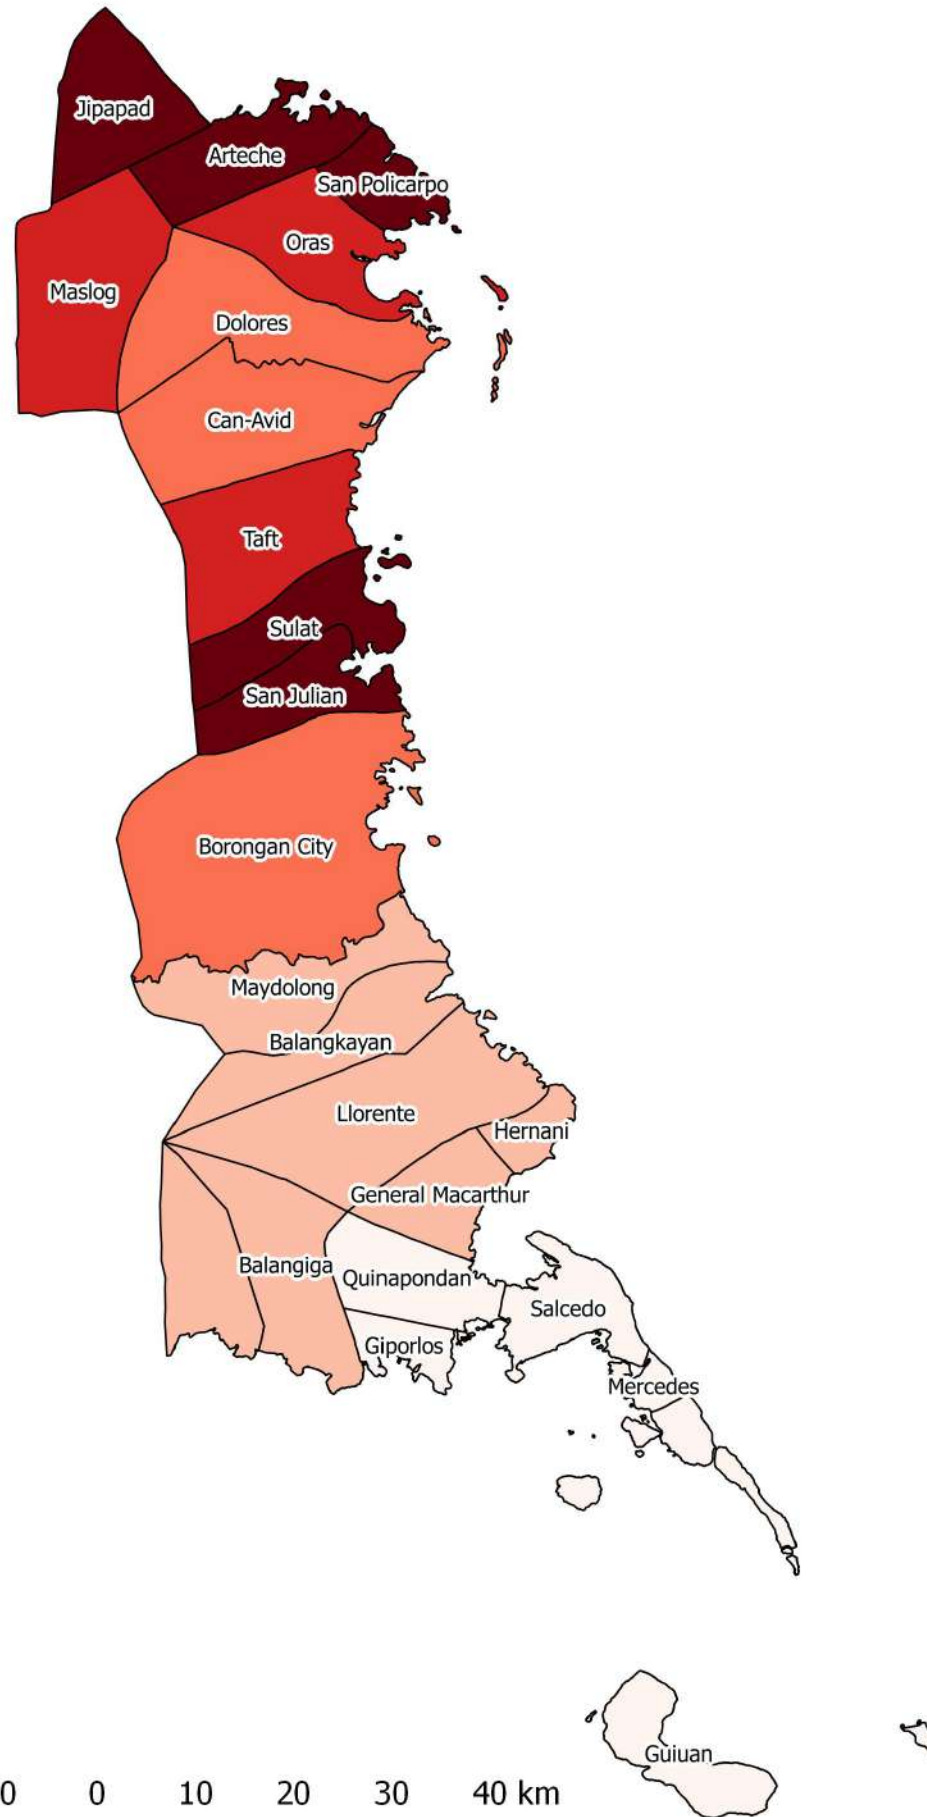 Jipapad
Arteche
San Policarpo
Oras
Maslog
Dolores
Can-Avid
Taft
Sulat
San Julian
Borongan City
Maydolong
Balangkayan
Llorente
Hernani
General Macarthur
Balangiga
Quinapondan
Salcedo
Giporlos
Mercedes
Guiuan
0 0 10 20 30 40 km